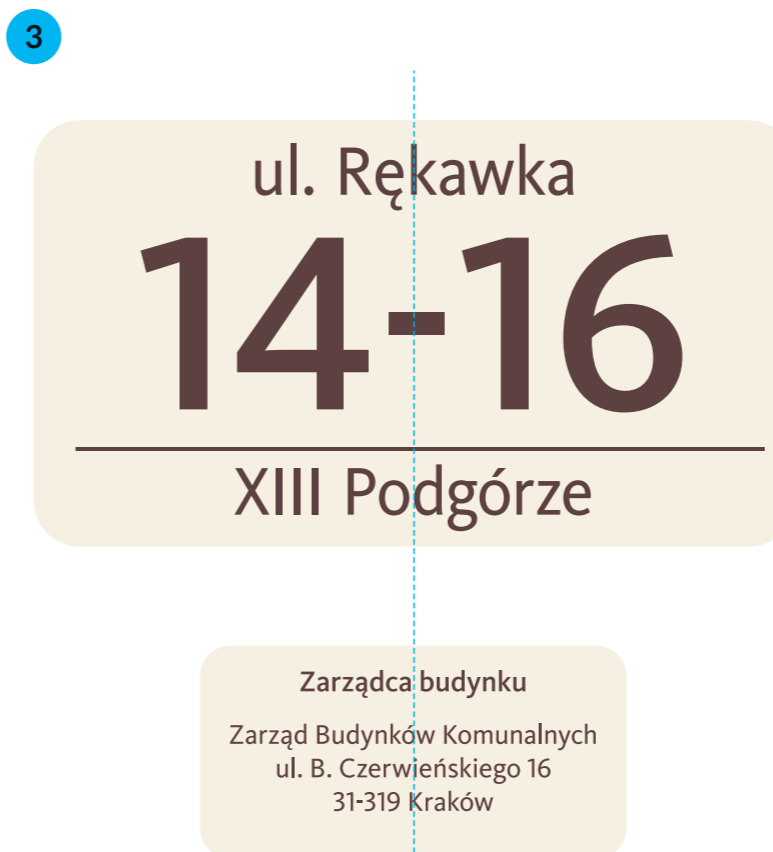 3
ul. Rękawka
14-16
XIII Podgórze
Zarządca budynku
Zarząd Budynków Komunalnych
ul. B. Czerwieńskiego 16
31-319 Kraków